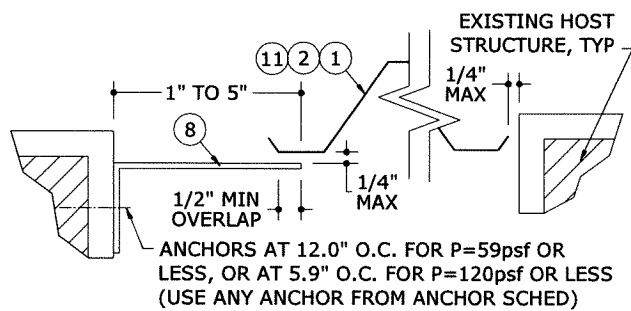 EXISTING HOST
STRUCTURE, TYP
11 2 1
1/4"
MAX
1" TO 5"
8
1/2" MIN
OVERLAP
1/4"
MAX
ANCHORS AT 12.0" O.C. FOR P=59psf OR
LESS, OR AT 5.9" O.C. FOR P=120psf OR LESS
(USE ANY ANCHOR FROM ANCHOR SCHED)